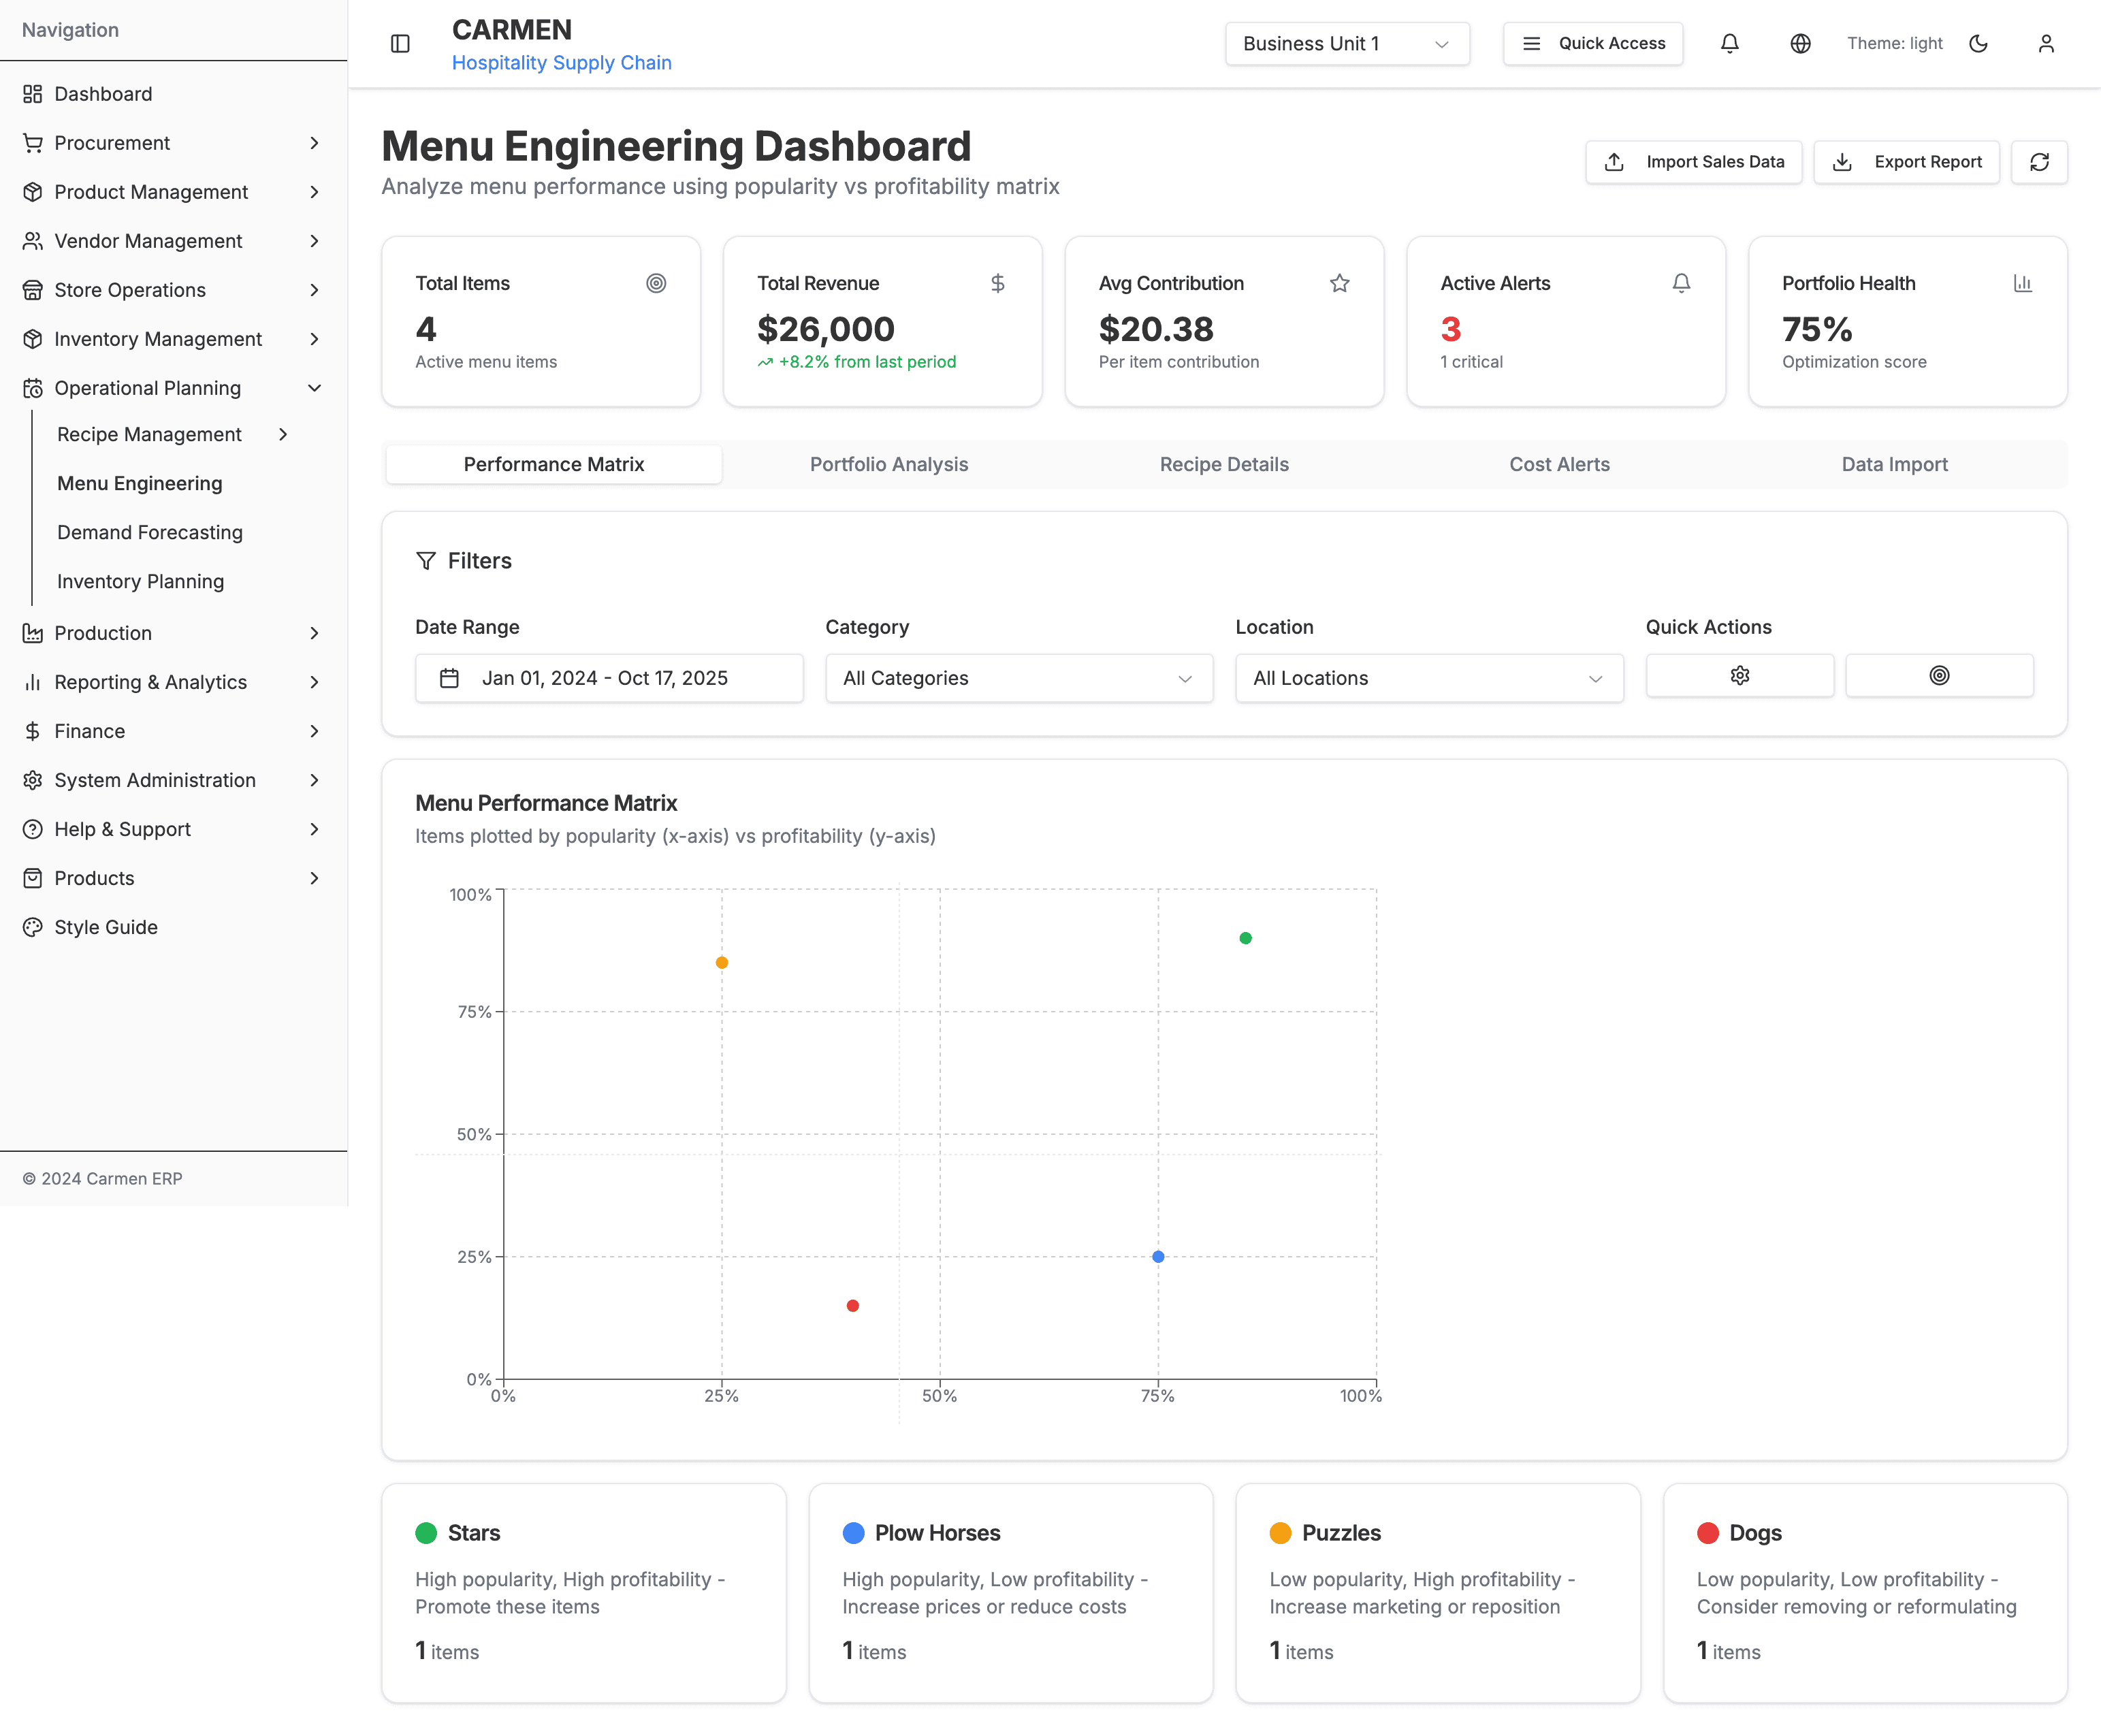 Navigation
Dashboard
Procurement
Product Management
Vendor Management
Store Operations
Inventory Management
Operational Planning
Recipe Management
Menu Engineering
Demand Forecasting
Inventory Planning
Production
Reporting & Analytics
Finance
System Administration
Help & Support
Products
Style Guide
© 2024 Carmen ERP
CARMEN
Hospitality Supply Chain
Business Unit 1
Quick Access
Theme: light
Menu Engineering Dashboard
Analyze menu performance using popularity vs profitability matrix
Import Sales Data
Export Report
Total Items
4
Active menu items
Total Revenue
$26,000
+8.2% from last period
Avg Contribution
$20.38
Per item contribution
Active Alerts
3
1 critical
Portfolio Health
75%
Optimization score
Performance Matrix
Portfolio Analysis
Recipe Details
Cost Alerts
Data Import
Filters
Date Range
Jan 01, 2024 - Oct 17, 2025
Category
All Categories
Location
All Locations
Quick Actions
Menu Performance Matrix
Items plotted by popularity (x-axis) vs profitability (y-axis)
100%
75%
50%
25%
0%
0%
25%
50%
75%
100%
Stars
High popularity, High profitability -
Promote these items
1 items
Plow Horses
High popularity, Low profitability -
Increase prices or reduce costs
1 items
Puzzles
Low popularity, High profitability -
Increase marketing or reposition
1 items
Dogs
Low popularity, Low profitability -
Consider removing or reformulating
1 items